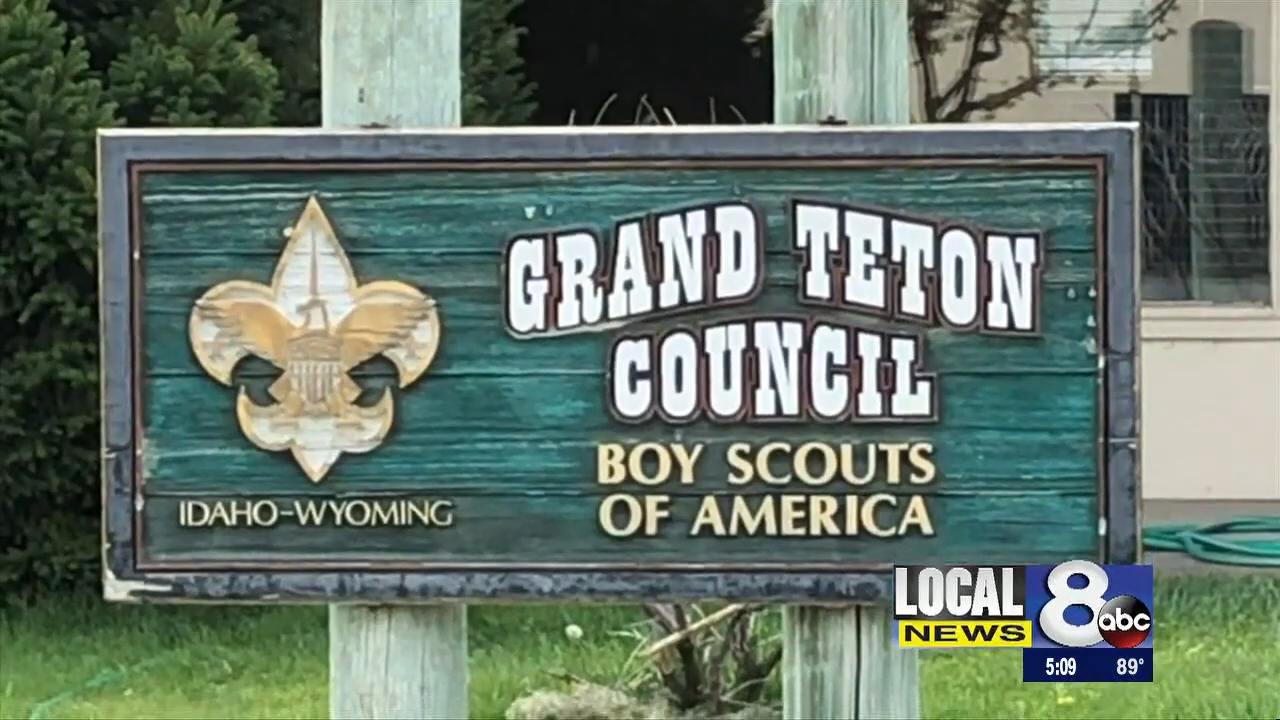 GRAND TETON
COUNCIL
BOY SCOUTS
OF AMERICA
IDAHO-WYOMING
LOCAL
NEWS
8
abc
5:09 89°